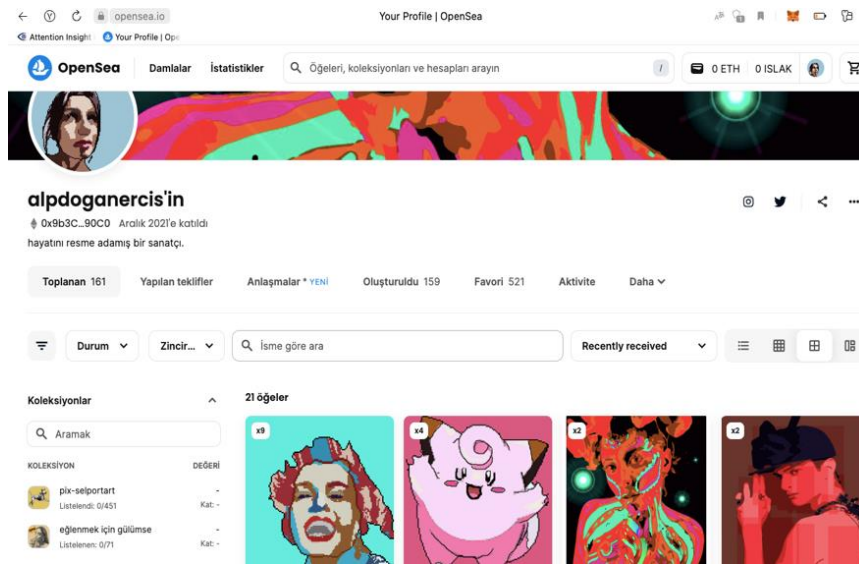 opensea.io
Your Profile | OpenSea
Attention Insight
Your Profile | Ope
OpenSea
Damlalar
İstatistikler
Öğeleri, koleksiyonları ve hesapları arayın
/
0 ETH
0 ISLAK
alpdoganercis'in
0x9b3C...90C0 Aralık 2021'e katıldı
hayatını resme adamış bir sanatçı.
Toplanan 161
Yapılan teklifler
Anlaşmalar * YENİ
Oluşturuldu 159
Favori 521
Aktivite
Daha
Durum
Zincir...
İsme göre ara
Recently received
Koleksiyonlar
21 öğeler
Aramak
KOLEKSİYON
DEĞERİ
pix-selportart
-
Listelendi: 0/451
Kat: -
eğlenmek için gülümse
-
Listelenen: 0/71
Kat: -
x9
x4
x2
x2